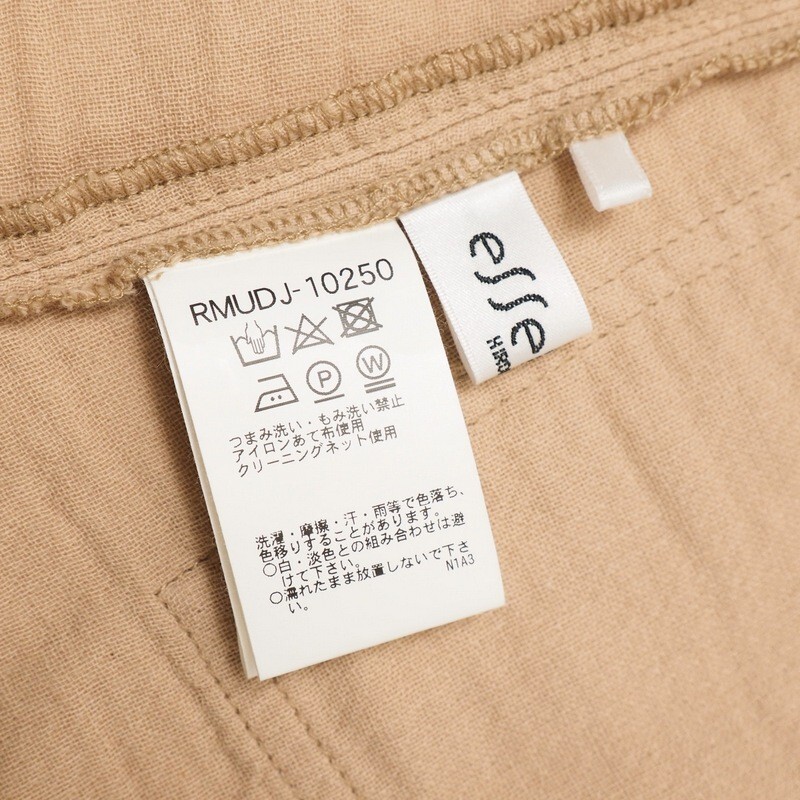 RMUDJ-10250
P
W
つまみ洗い・もみ洗い禁止
アイロンあて布使用
クリーニングネット使用
洗濯・摩擦・汗・雨等で色落ち、
色移りすることがあります。
○白・淡色との組み合わせは避
けて下さい。
○濡れたまま放置しないで下さ
い。
N1A3
esse
HIRO